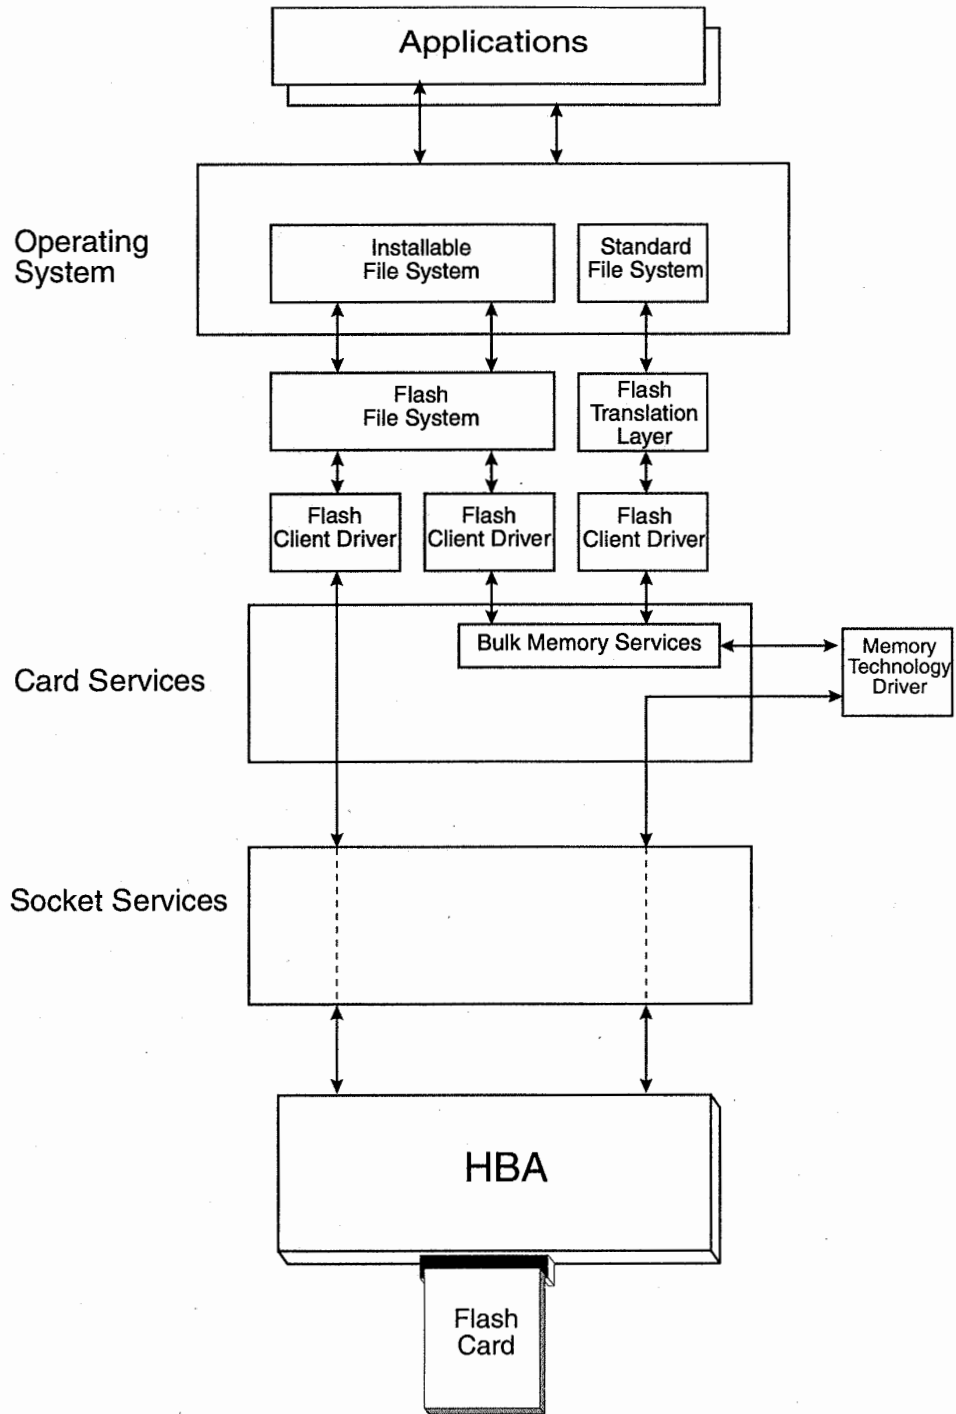 Applications
Operating
System
Installable
File System
Standard
File System
Flash
File System
Flash
Translation
Layer
Flash
Client Driver
Flash
Client Driver
Flash
Client Driver
Card Services
Bulk Memory Services
Memory
Technology
Driver
Socket Services
HBA
Flash
Card